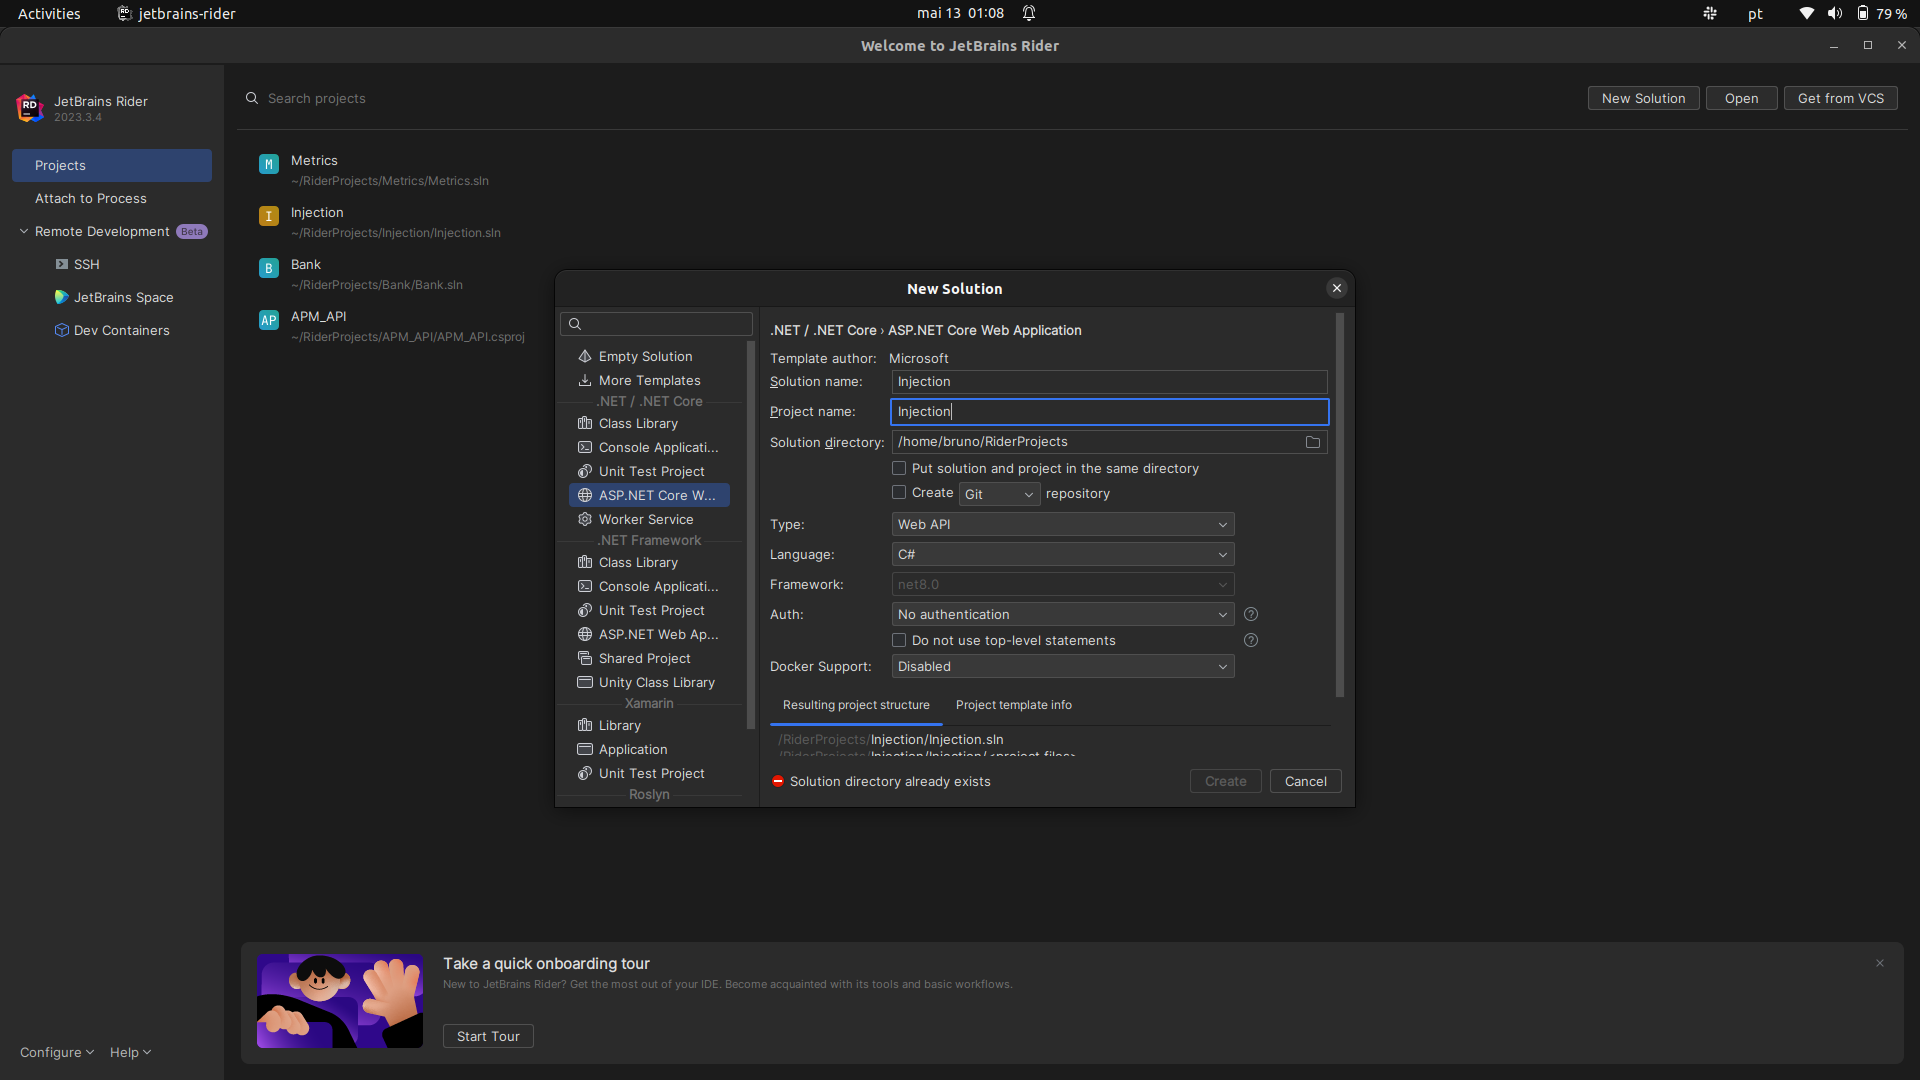 Activities
jetbrains-rider
mai 13 01:08
pt
79 %
Welcome to JetBrains Rider
RD
JetBrains Rider
2023.3.4
Search projects
New Solution
Open
Get from VCS
Projects
Attach to Process
Remote Development Beta
SSH
JetBrains Space
Dev Containers
M
Metrics
~/RiderProjects/Metrics/Metrics.sln
I
Injection
~/RiderProjects/Injection/Injection.sln
B
Bank
~/RiderProjects/Bank/Bank.sln
AP
APM_API
~/RiderProjects/APM_API/APM_API.csproj
New Solution
Empty Solution
More Templates
.NET / .NET Core
Class Library
Console Applicati...
Unit Test Project
ASP.NET Core W...
Worker Service
.NET Framework
Class Library
Console Applicati...
Unit Test Project
ASP.NET Web Ap...
Shared Project
Unity Class Library
Xamarin
Library
Application
Unit Test Project
Roslyn
.NET / .NET Core › ASP.NET Core Web Application
Template author: Microsoft
Solution name: Injection
Project name: Injection
Solution directory: /home/bruno/RiderProjects
Put solution and project in the same directory
Create Git repository
Type: Web API
Language: C#
Framework: net8.0
Auth: No authentication
Do not use top-level statements
Docker Support: Disabled
Resulting project structure
Project template info
/RiderProjects/Injection/Injection.sln
/RiderProjects/Injection/Injection/<project files>
Solution directory already exists
Create
Cancel
Take a quick onboarding tour
New to JetBrains Rider? Get the most out of your IDE. Become acquainted with its tools and basic workflows.
Start Tour
Configure
Help